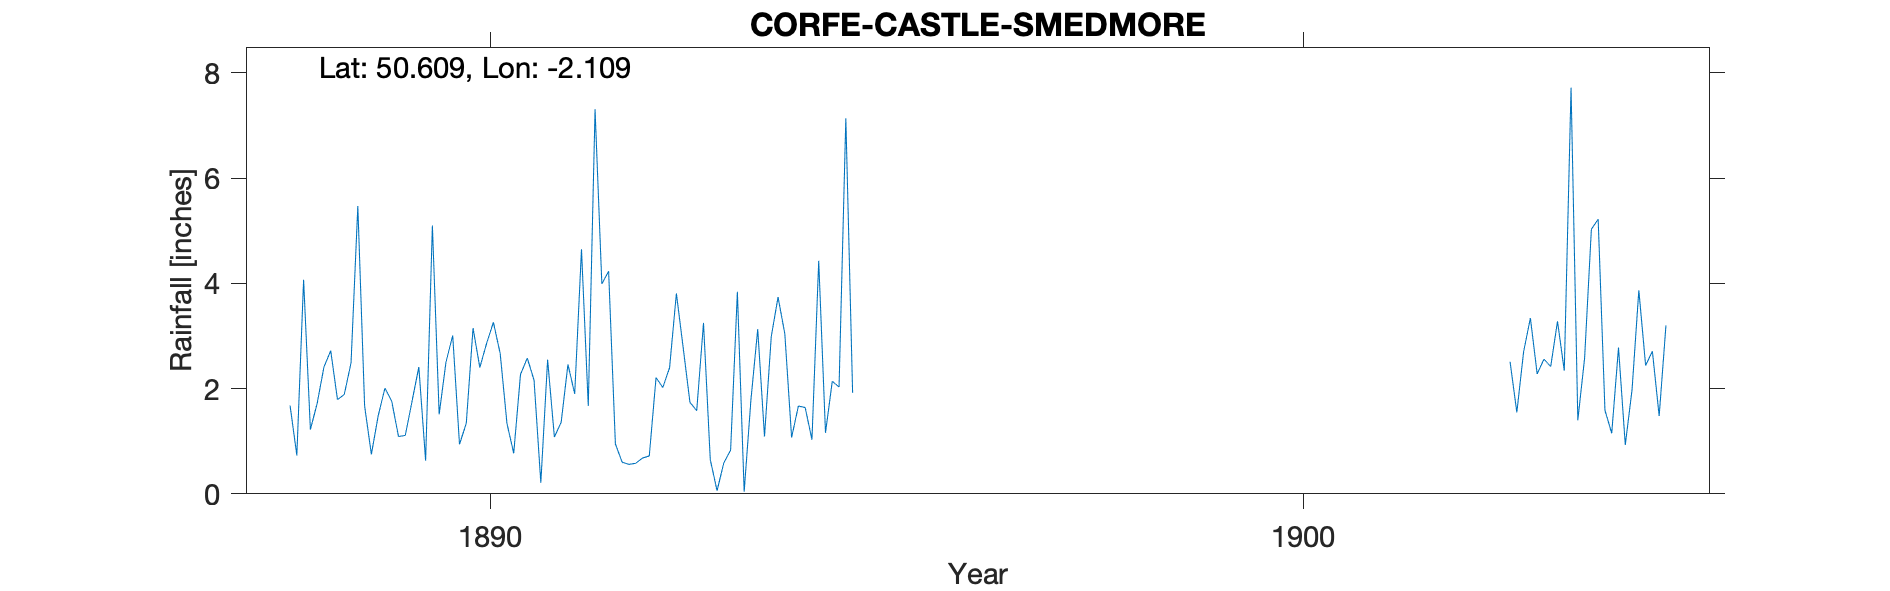 CORFE-CASTLE-SMEDMORE
Lat: 50.609, Lon: -2.109
8
6
4
2
0
Rainfall [inches]
1890
1900
Year